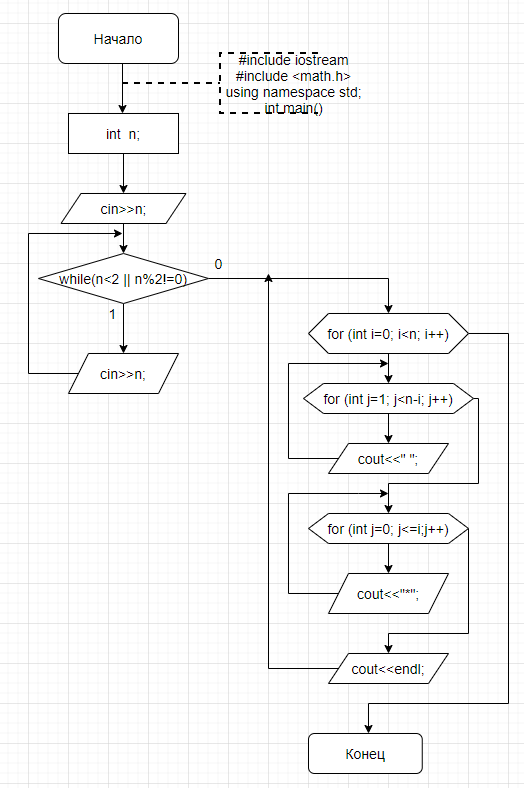 Начало
#include iostream
#include <math.h>
using namespace std;
int main()
int  n;
cin>>n;
while(n<2 || n%2!=0)
0
1
cin>>n;
for (int i=0; i<n; i++)
for (int j=1; j<n-i; j++)
cout<<" ";
for (int j=0; j<=i;j++)
cout<<"*";
cout<<endl;
Конец